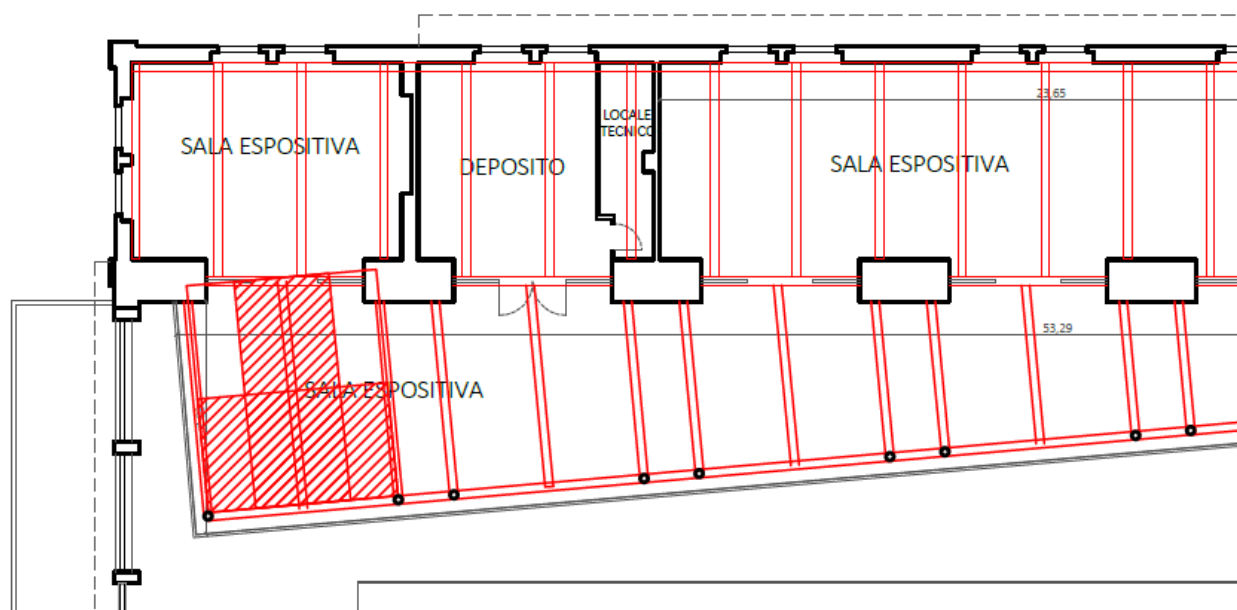 23,65
LOCALE
TECNICO
SALA ESPOSITIVA
DEPOSITO
SALA ESPOSITIVA
53,29
SALA ESPOSITIVA